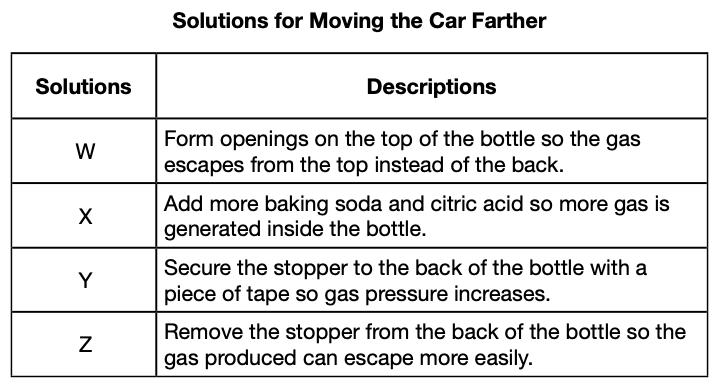 Solutions for Moving the Car Farther
Solutions
Descriptions
W
Form openings on the top of the bottle so the gas
escapes from the top instead of the back.
X
Add more baking soda and citric acid so more gas is
generated inside the bottle.
Y
Secure the stopper to the back of the bottle with a
piece of tape so gas pressure increases.
Z
Remove the stopper from the back of the bottle so the
gas produced can escape more easily.